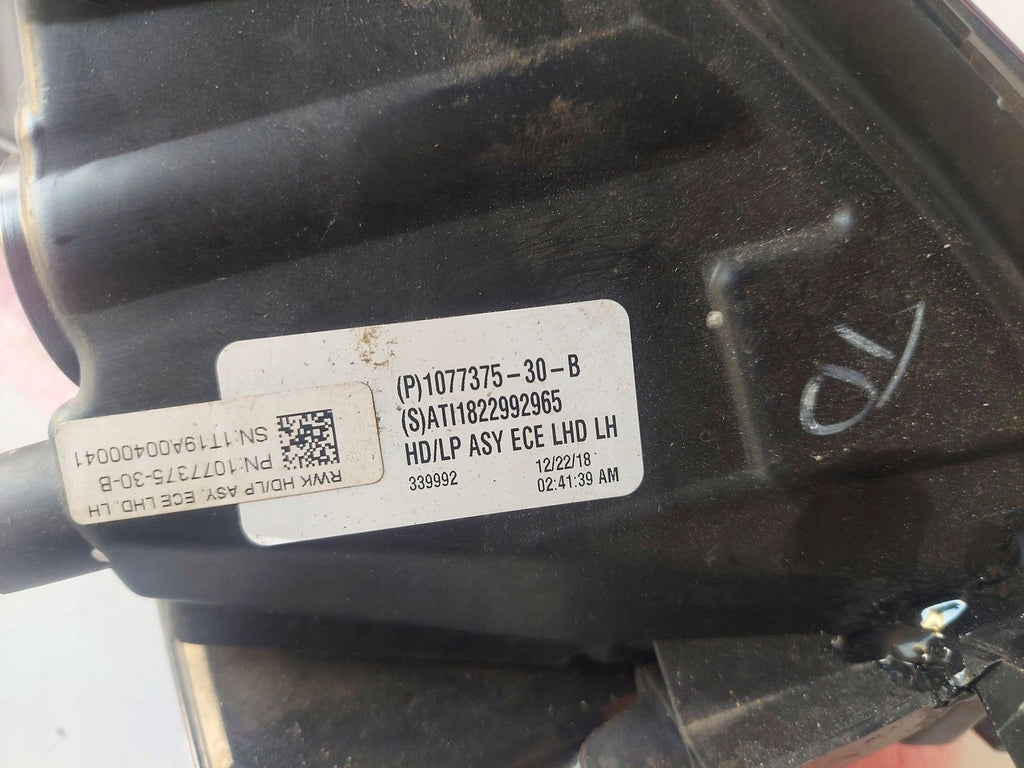 (P)1077375-30-B
(S)ATI1822992965
HD/LP ASY ECE LHD LH
339992
12/22/18
02:41:39 AM
RWK HD/LP ASY, ECE LHD, LH
PN:1077375-30-B
SN:1T19A00400041